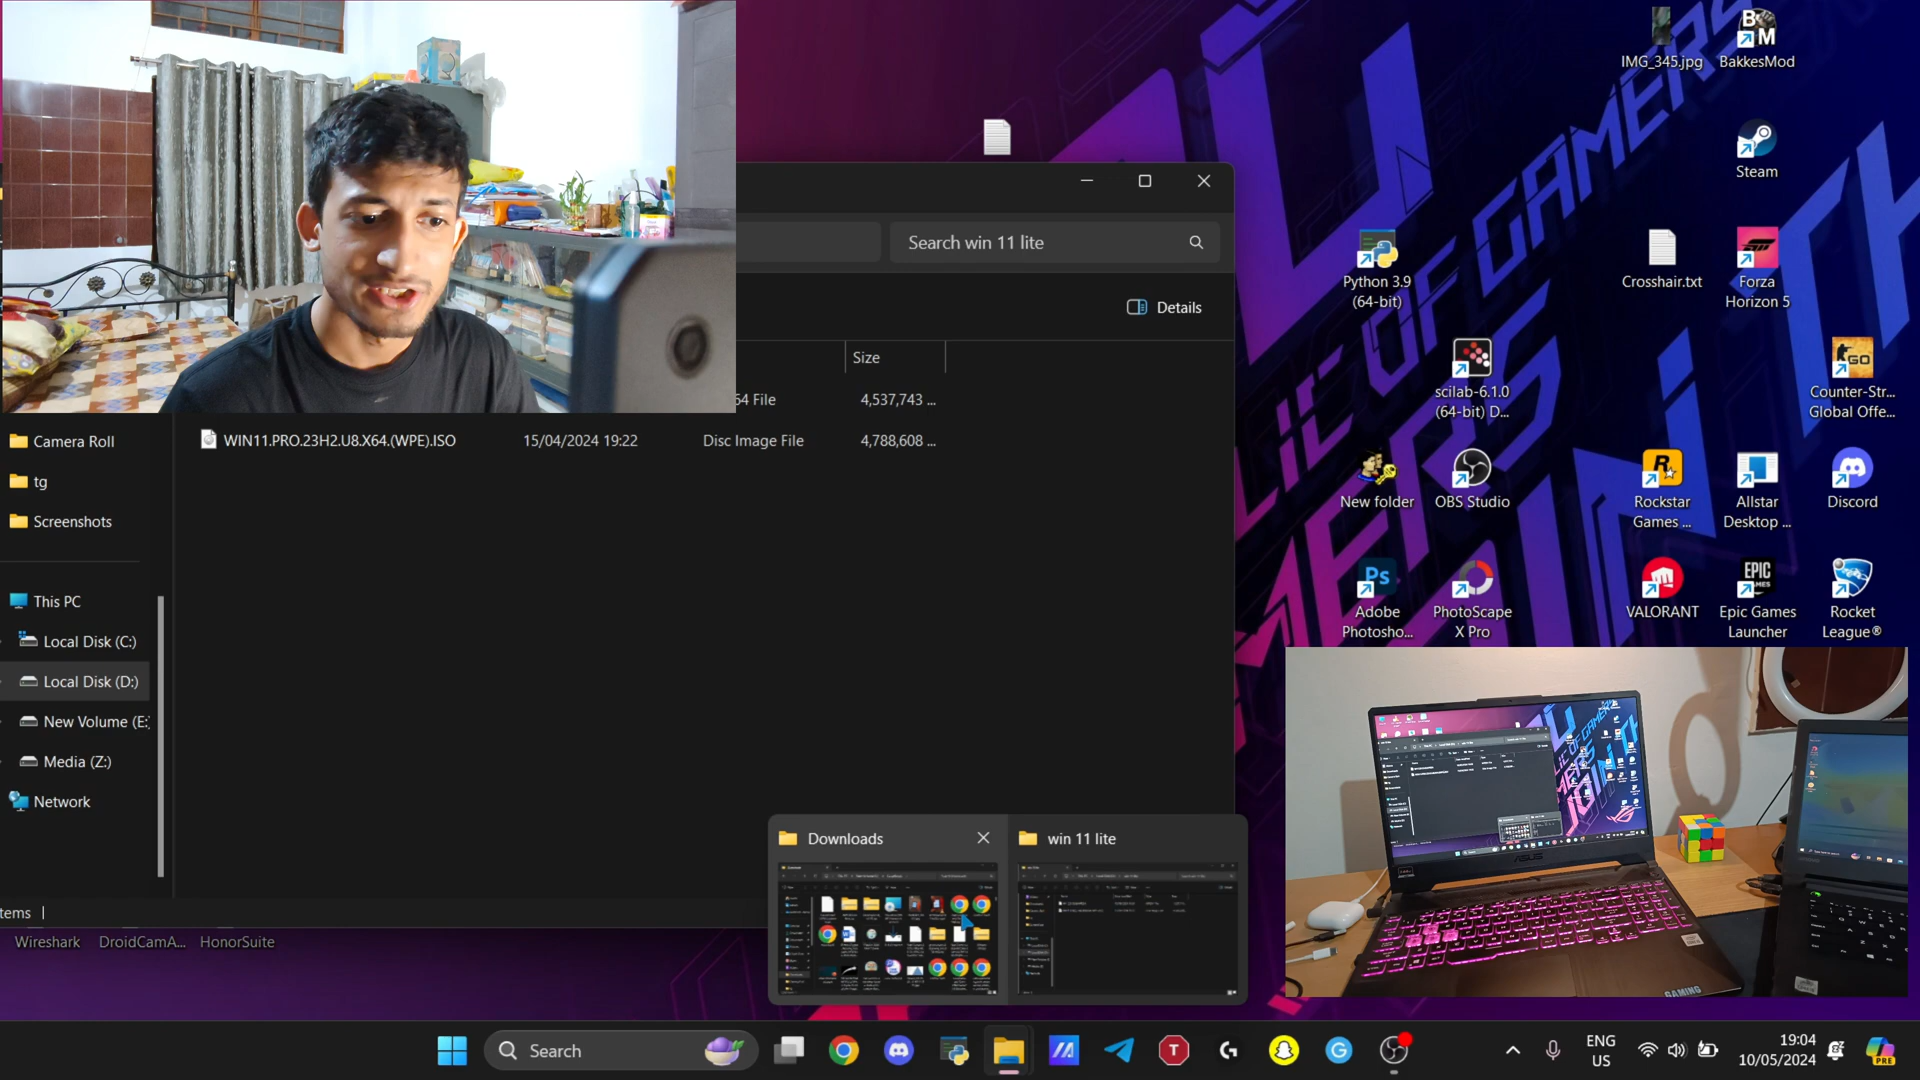 IMG_345.jpg
BakkesMod
Steam
Search win 11 lite
Details
Python 3.9
(64-bit)
Crosshair.txt
Forza
Horizon 5
Size
64 File
4,537,743 ...
WIN11.PRO.23H2.U8.X64.(WPE).ISO
15/04/2024 19:22
Disc Image File
4,788,608 ...
scilab-6.1.0
(64-bit) D...
Counter-Str...
Global Offe...
Camera Roll
tg
Screenshots
New folder
OBS Studio
Rockstar
Games ...
Allstar
Desktop ...
Discord
This PC
Local Disk (C:)
Local Disk (D:)
New Volume (E:)
Media (Z:)
Network
Adobe
Photosho...
PhotoScape
X Pro
VALORANT
Epic Games
Launcher
Rocket
League®
Downloads
win 11 lite
tems
Wireshark
DroidCamA...
HonorSuite
GAMING
Search
ENG
US
19:04
10/05/2024